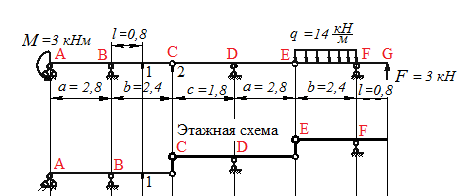 M = 3 кНм
l = 0,8
q = 14 кН/м
A B C D E F G
1 2
F = 3 кН
a = 2,8 b = 2,4 c = 1,8 a = 2,8 b = 2,4 l = 0,8
Этажная схема
E F
C D
A B
1